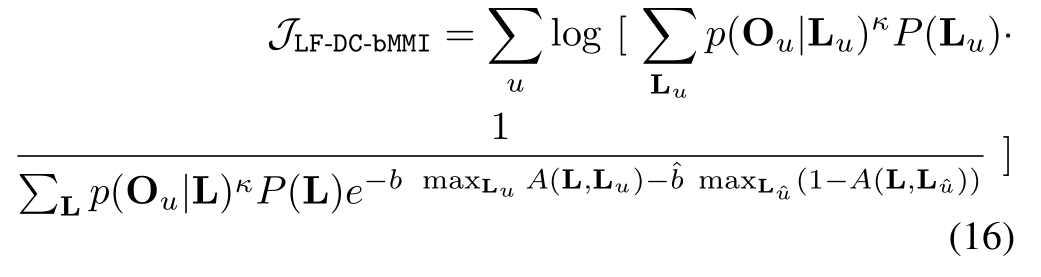 𝒥_LF-DC-bMMI = ∑_u log [ ∑_{𝐋_u} p(𝐎_u|𝐋_u)^κ P(𝐋_u)·
1
∑_𝐋 p(𝐎_u|𝐋)^κ P(𝐋)e^{−b max_{𝐋_u} A(𝐋,𝐋_u)−b̂ max_{𝐋_û}(1−A(𝐋,𝐋_û))} ]
(16)